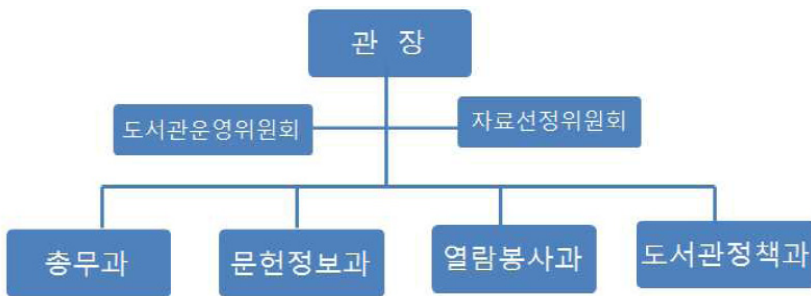 관 장
도서관운영위원회
자료선정위원회
총무과
문헌정보과
열람봉사과
도서관정책과